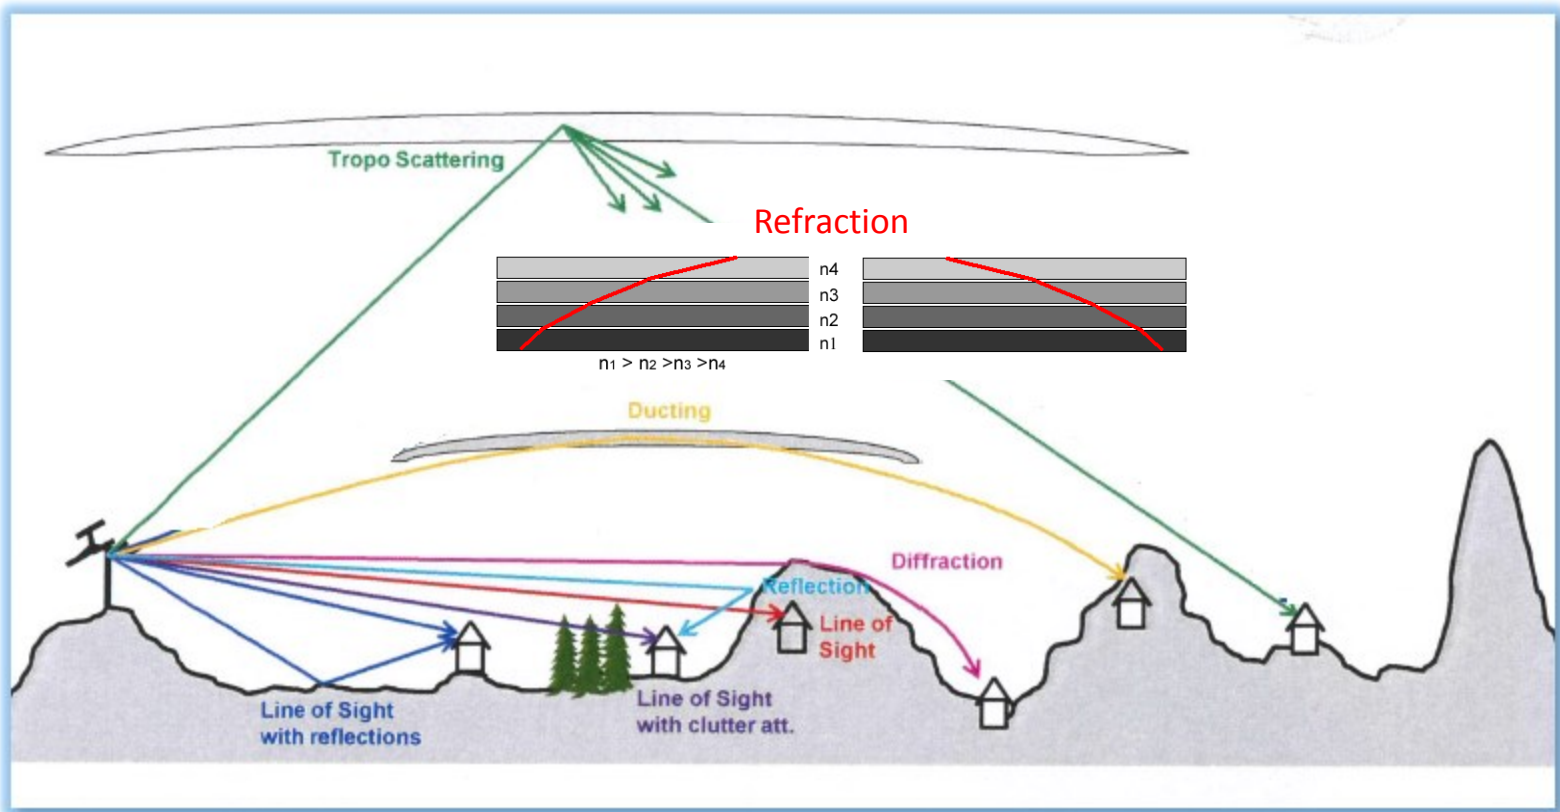 Tropo Scattering
Refraction
n4
n3
n2
n1
n1 > n2 >n3 >n4
Ducting
Diffraction
Reflection
Line of
Sight
Line of Sight
with clutter att.
Line of Sight
with reflections